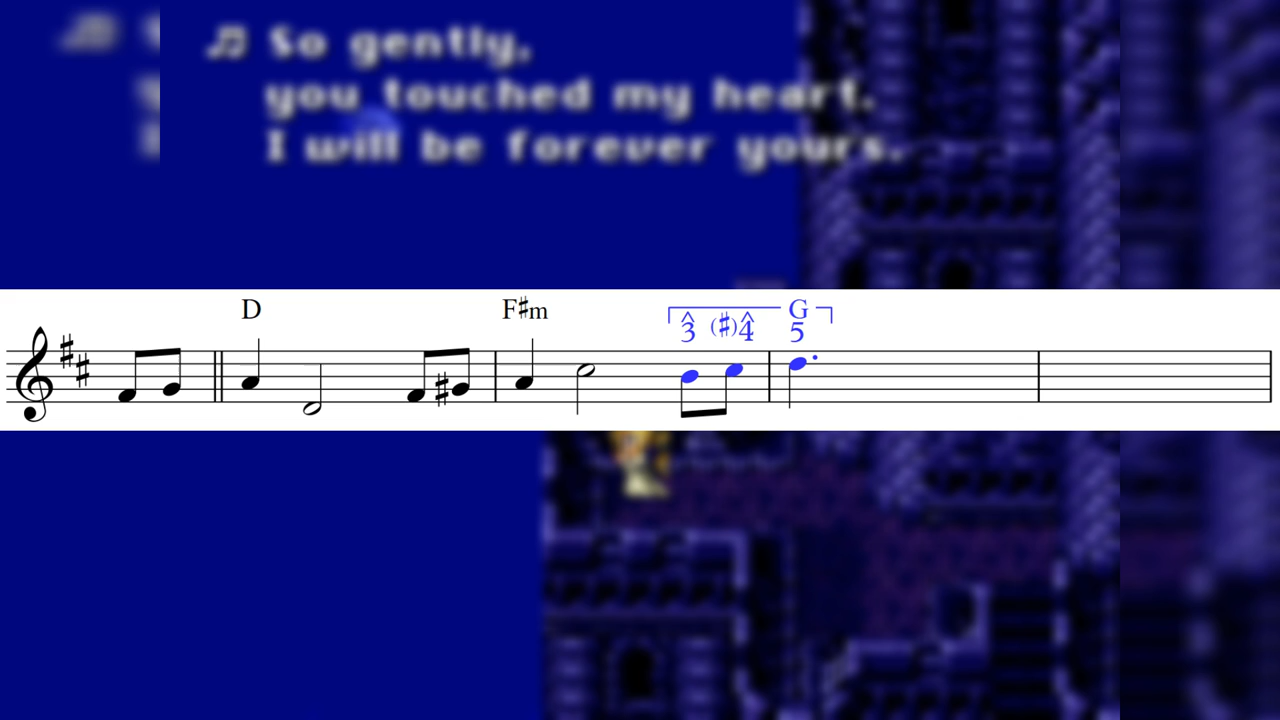 ♫ So gently,
you touched my heart.
I will be forever yours.
D F♯m G
3̂ (♯)4̂ 5